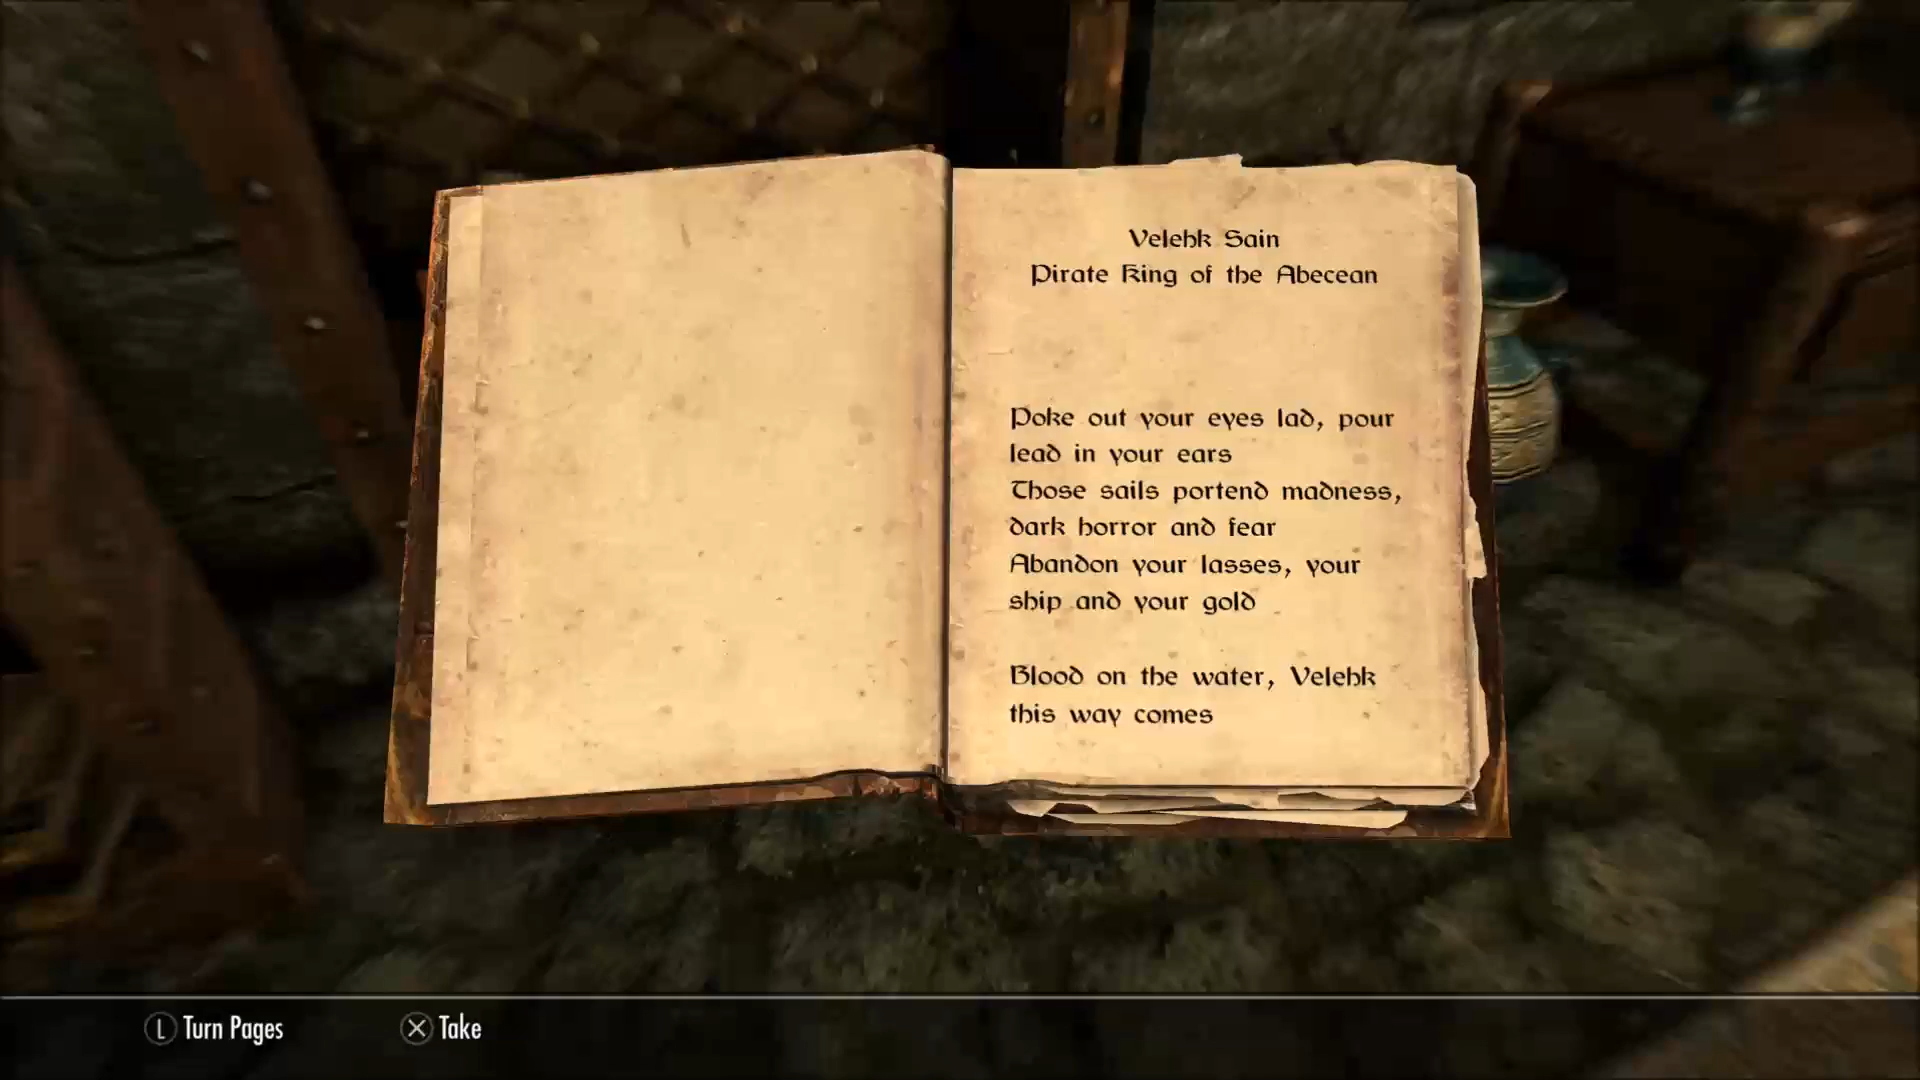 Velehk Sain
Pirate King of the Abecean
Poke out your eyes lad, pour
lead in your ears
Those sails portend madness,
dark horror and fear
Abandon your lasses, your
ship and your gold
Blood on the water, Velehk
this way comes
L Turn Pages
X Take